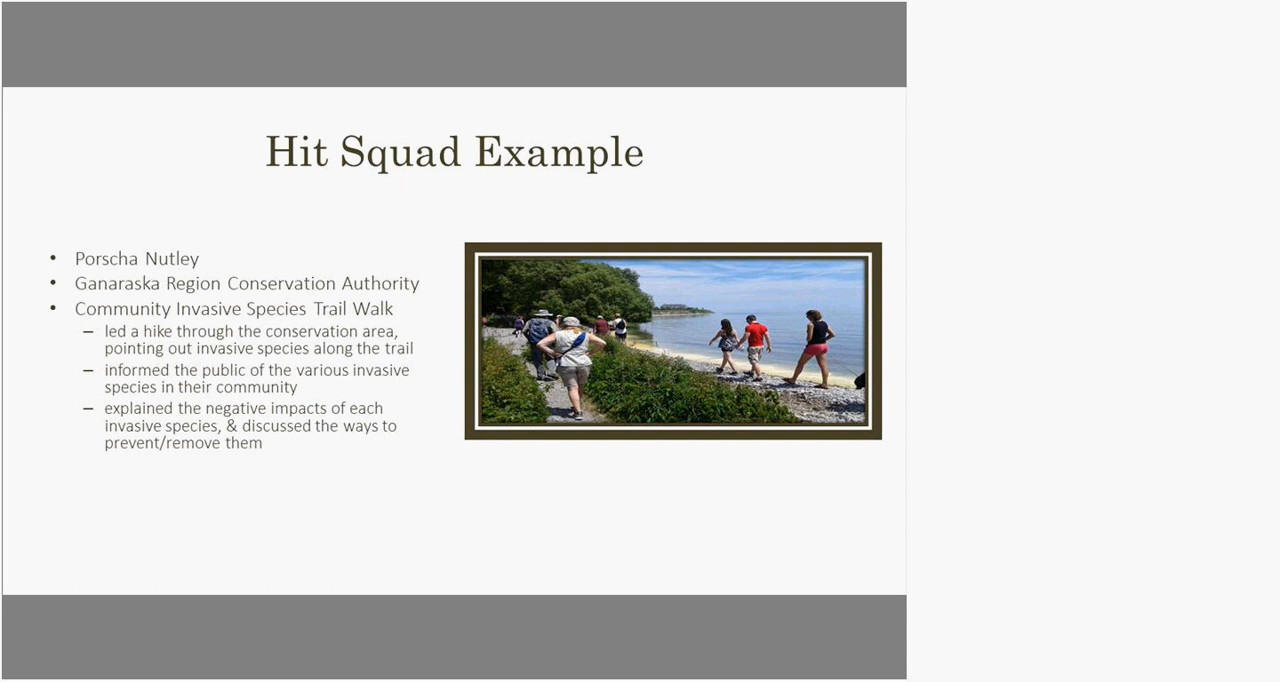 Hit Squad Example
• Porscha Nutley
• Ganaraska Region Conservation Authority
• Community Invasive Species Trail Walk
– led a hike through the conservation area,
pointing out invasive species along the trail
– informed the public of the various invasive
species in their community
– explained the negative impacts of each
invasive species, & discussed the ways to
prevent/remove them